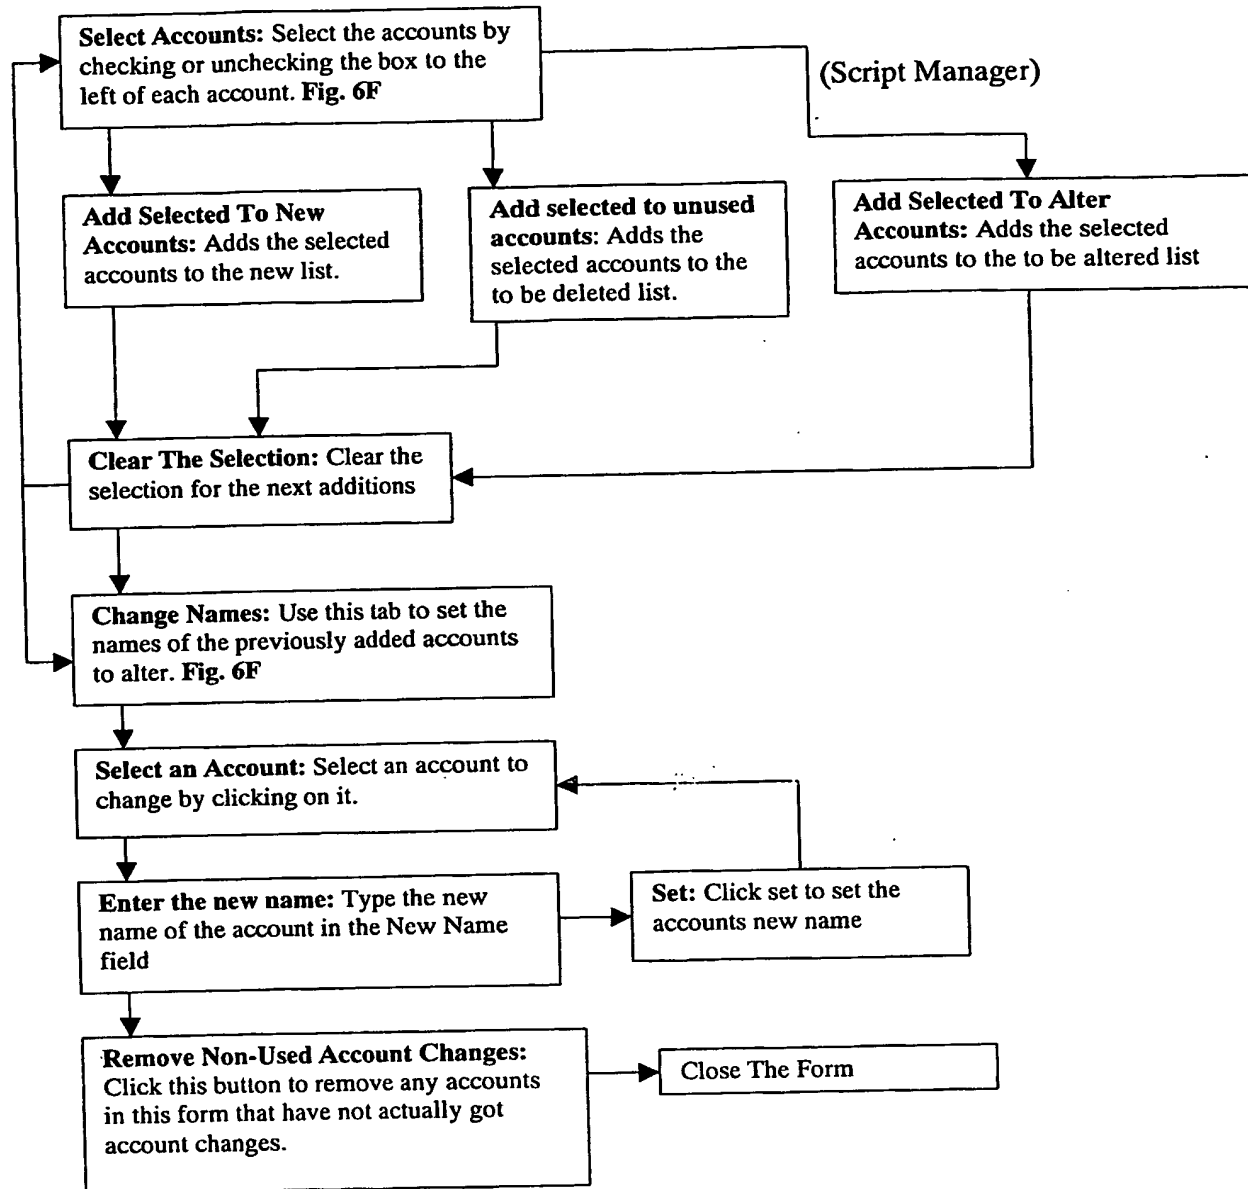 Select Accounts: Select the accounts by
checking or unchecking the box to the
left of each account. Fig. 6F
(Script Manager)
Add Selected To New
Accounts: Adds the selected
accounts to the new list.
Add selected to unused
accounts: Adds the
selected accounts to the
to be deleted list.
Add Selected To Alter
Accounts: Adds the selected
accounts to the to be altered list
Clear The Selection: Clear the
selection for the next additions
Change Names: Use this tab to set the
names of the previously added accounts
to alter. Fig. 6F
Select an Account: Select an account to
change by clicking on it.
Enter the new name: Type the new
name of the account in the New Name
field
Set: Click set to set the
accounts new name
Remove Non-Used Account Changes:
Click this button to remove any accounts
in this form that have not actually got
account changes.
Close The Form